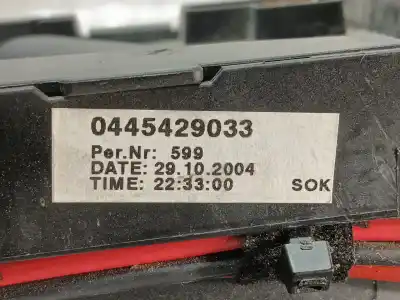 0445429033
Per.Nr: 599
DATE: 29.10.2004
TIME: 22:33:00 SOK